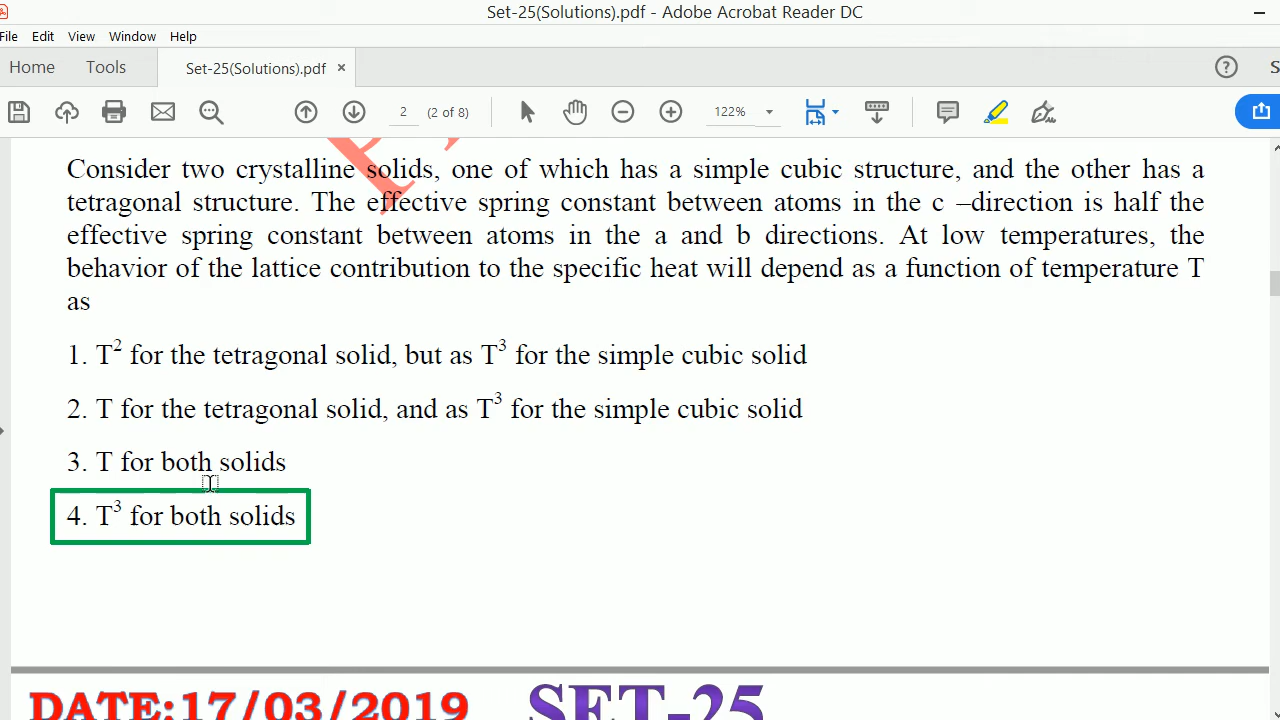 Set-25(Solutions).pdf - Adobe Acrobat Reader DC
File Edit View Window Help
Home Tools Set-25(Solutions).pdf ×
2 (2 of 8) 122%
Consider two crystalline solids, one of which has a simple cubic structure, and the other has a
tetragonal structure. The effective spring constant between atoms in the c –direction is half the
effective spring constant between atoms in the a and b directions. At low temperatures, the
behavior of the lattice contribution to the specific heat will depend as a function of temperature T
as
1. T² for the tetragonal solid, but as T³ for the simple cubic solid
2. T for the tetragonal solid, and as T³ for the simple cubic solid
3. T for both solids
4. T³ for both solids
DATE:17/03/2019 SET-25